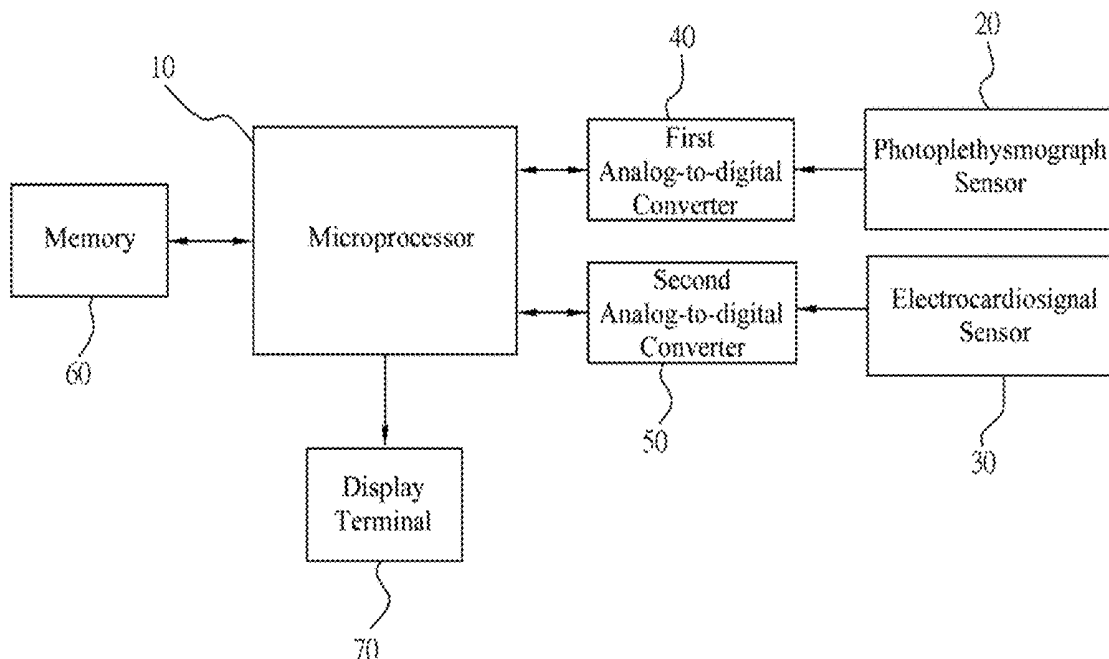 20
40
10
First
Analog-to-digital
Converter
Photoplethysmograph
Sensor
Memory
Microprocessor
Second
Analog-to-digital
Converter
Electrocardiosignal
Sensor
60
50
30
Display
Terminal
70